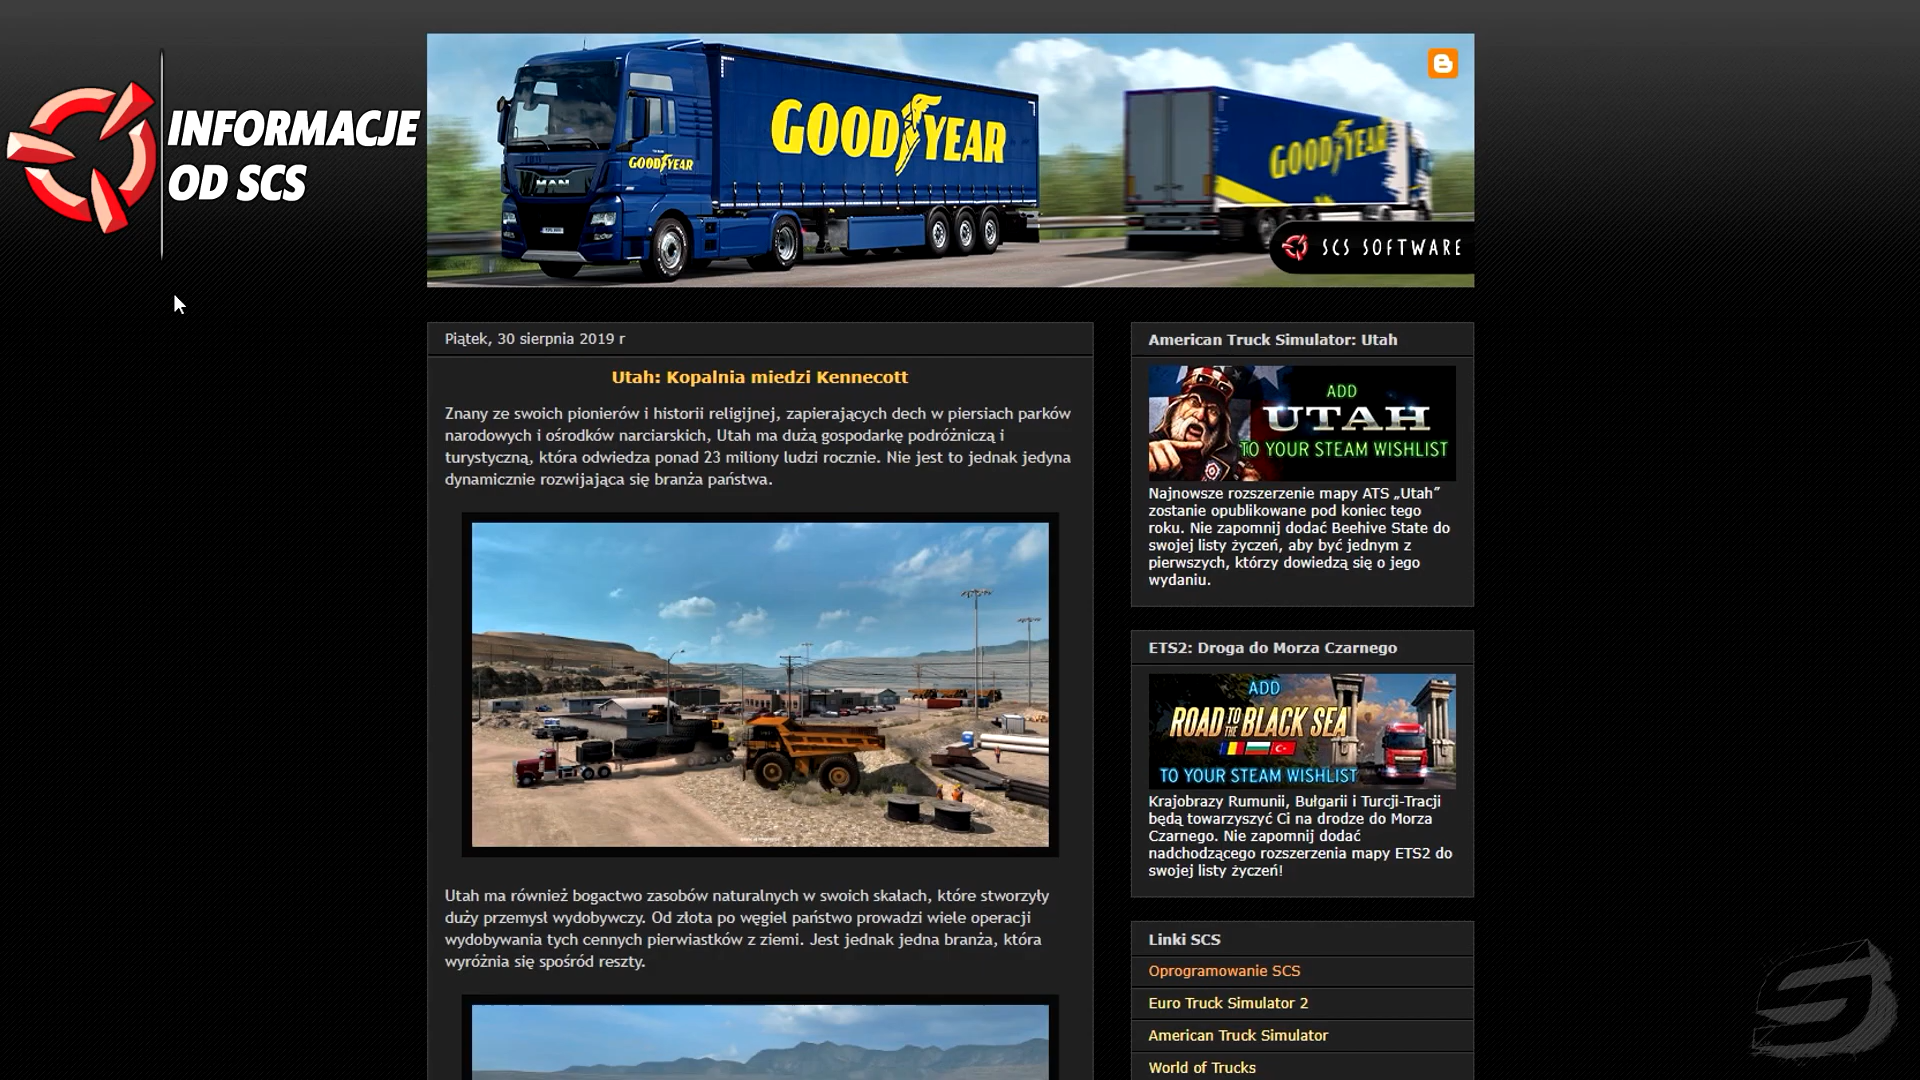 INFORMACJE
OD SCS
GOODYEAR
GOODYEAR
MAN
GOODYEAR
SCS SOFTWARE
Piątek, 30 sierpnia 2019 r
Utah: Kopalnia miedzi Kennecott
Znany ze swoich pionierów i historii religijnej, zapierających dech w piersiach parków
narodowych i ośrodków narciarskich, Utah ma dużą gospodarkę podróżniczą i
turystyczną, która odwiedza ponad 23 miliony ludzi rocznie. Nie jest to jednak jedyna
dynamicznie rozwijająca się branża państwa.
Utah ma również bogactwo zasobów naturalnych w swoich skałach, które stworzyły
duży przemysł wydobywczy. Od złota po węgiel państwo prowadzi wiele operacji
wydobywania tych cennych pierwiastków z ziemi. Jest jednak jedna branża, która
wyróżnia się spośród reszty.
American Truck Simulator: Utah
ADD
UTAH
TO YOUR STEAM WISHLIST
Najnowsze rozszerzenie mapy ATS „Utah”
zostanie opublikowane pod koniec tego
roku. Nie zapomnij dodać Beehive State do
swojej listy życzeń, aby być jednym z
pierwszych, którzy dowiedzą się o jego
wydaniu.
ETS2: Droga do Morza Czarnego
ADD
ROAD TO THE BLACK SEA
TO YOUR STEAM WISHLIST
Krajobrazy Rumunii, Bułgarii i Turcji-Tracji
będą towarzyszyć Ci na drodze do Morza
Czarnego. Nie zapomnij dodać
nadchodzącego rozszerzenia mapy ETS2 do
swojej listy życzeń!
Linki SCS
Oprogramowanie SCS
Euro Truck Simulator 2
American Truck Simulator
World of Trucks